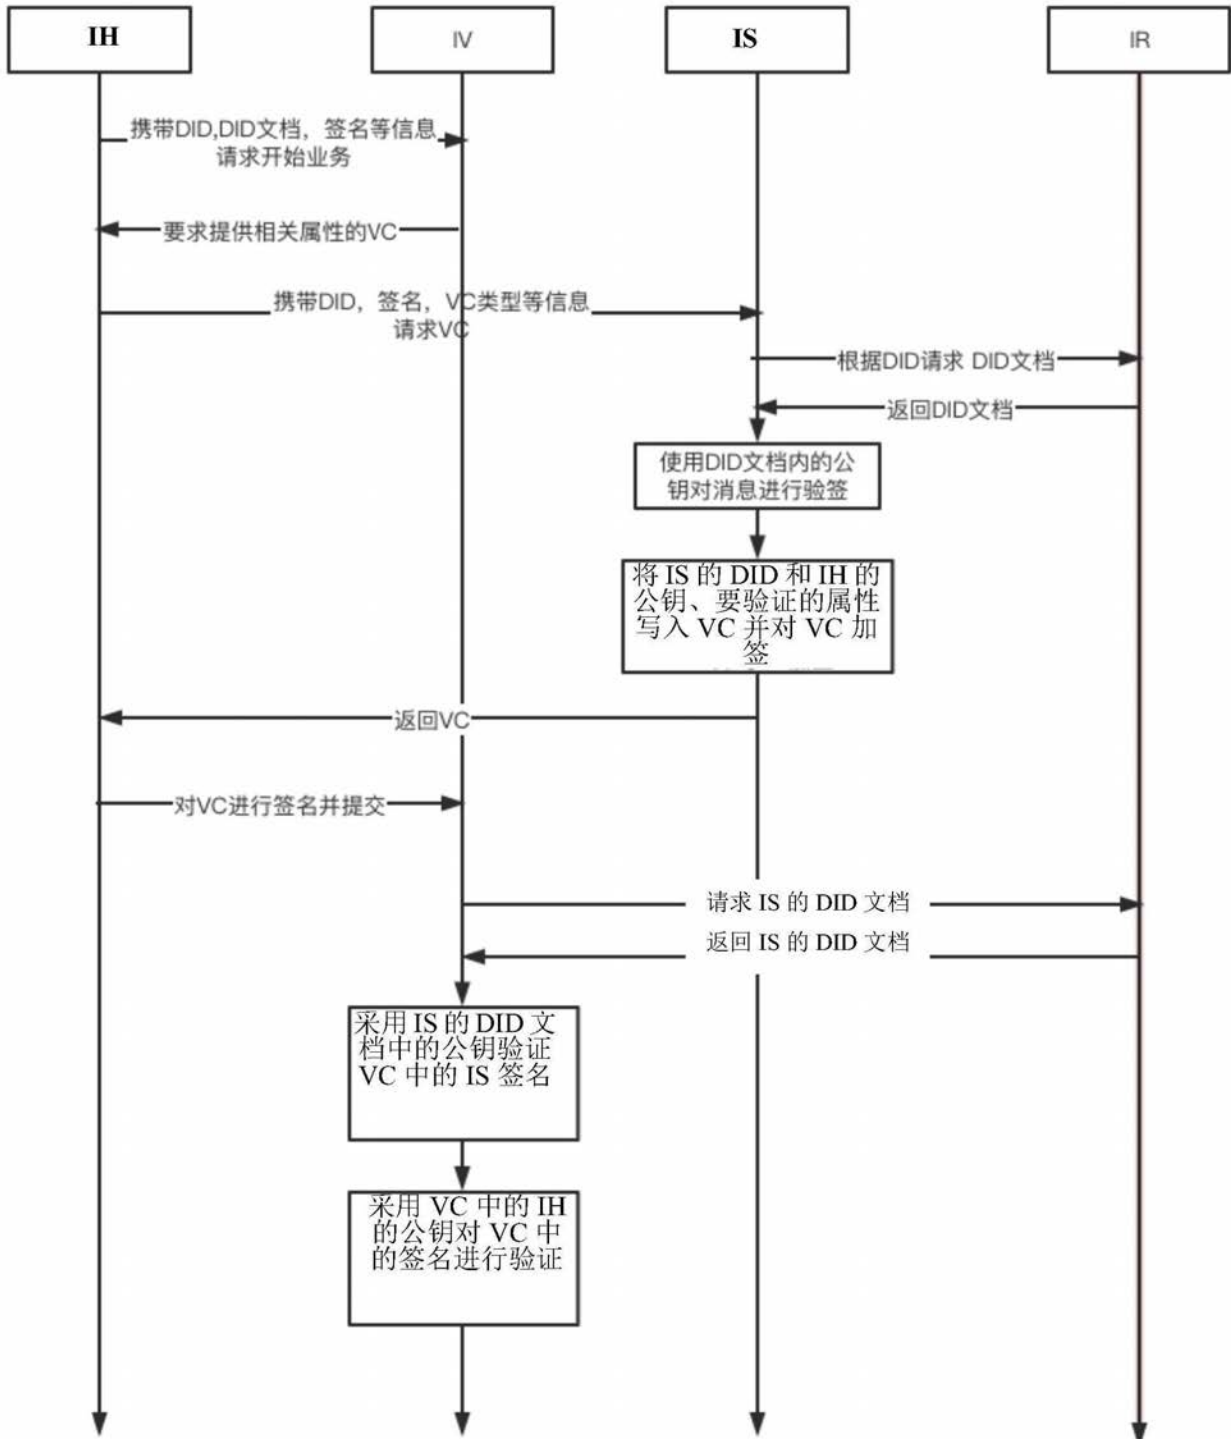 IH
IV
IS
IR
携带DID,DID文档，签名等信息
请求开始业务
要求提供相关属性的VC
携带DID，签名，VC类型等信息
请求VC
根据DID请求 DID文档
返回DID文档
使用DID文档内的公
钥对消息进行验签
将 IS 的 DID 和 IH 的
公钥、要验证的属性
写入 VC 并对 VC 加
签
返回VC
对VC进行签名并提交
请求 IS 的 DID 文档
返回 IS 的 DID 文档
采用 IS 的 DID 文
档中的公钥验证
VC 中的 IS 签名
采用 VC 中的 IH
的公钥对 VC 中
的签名进行验证